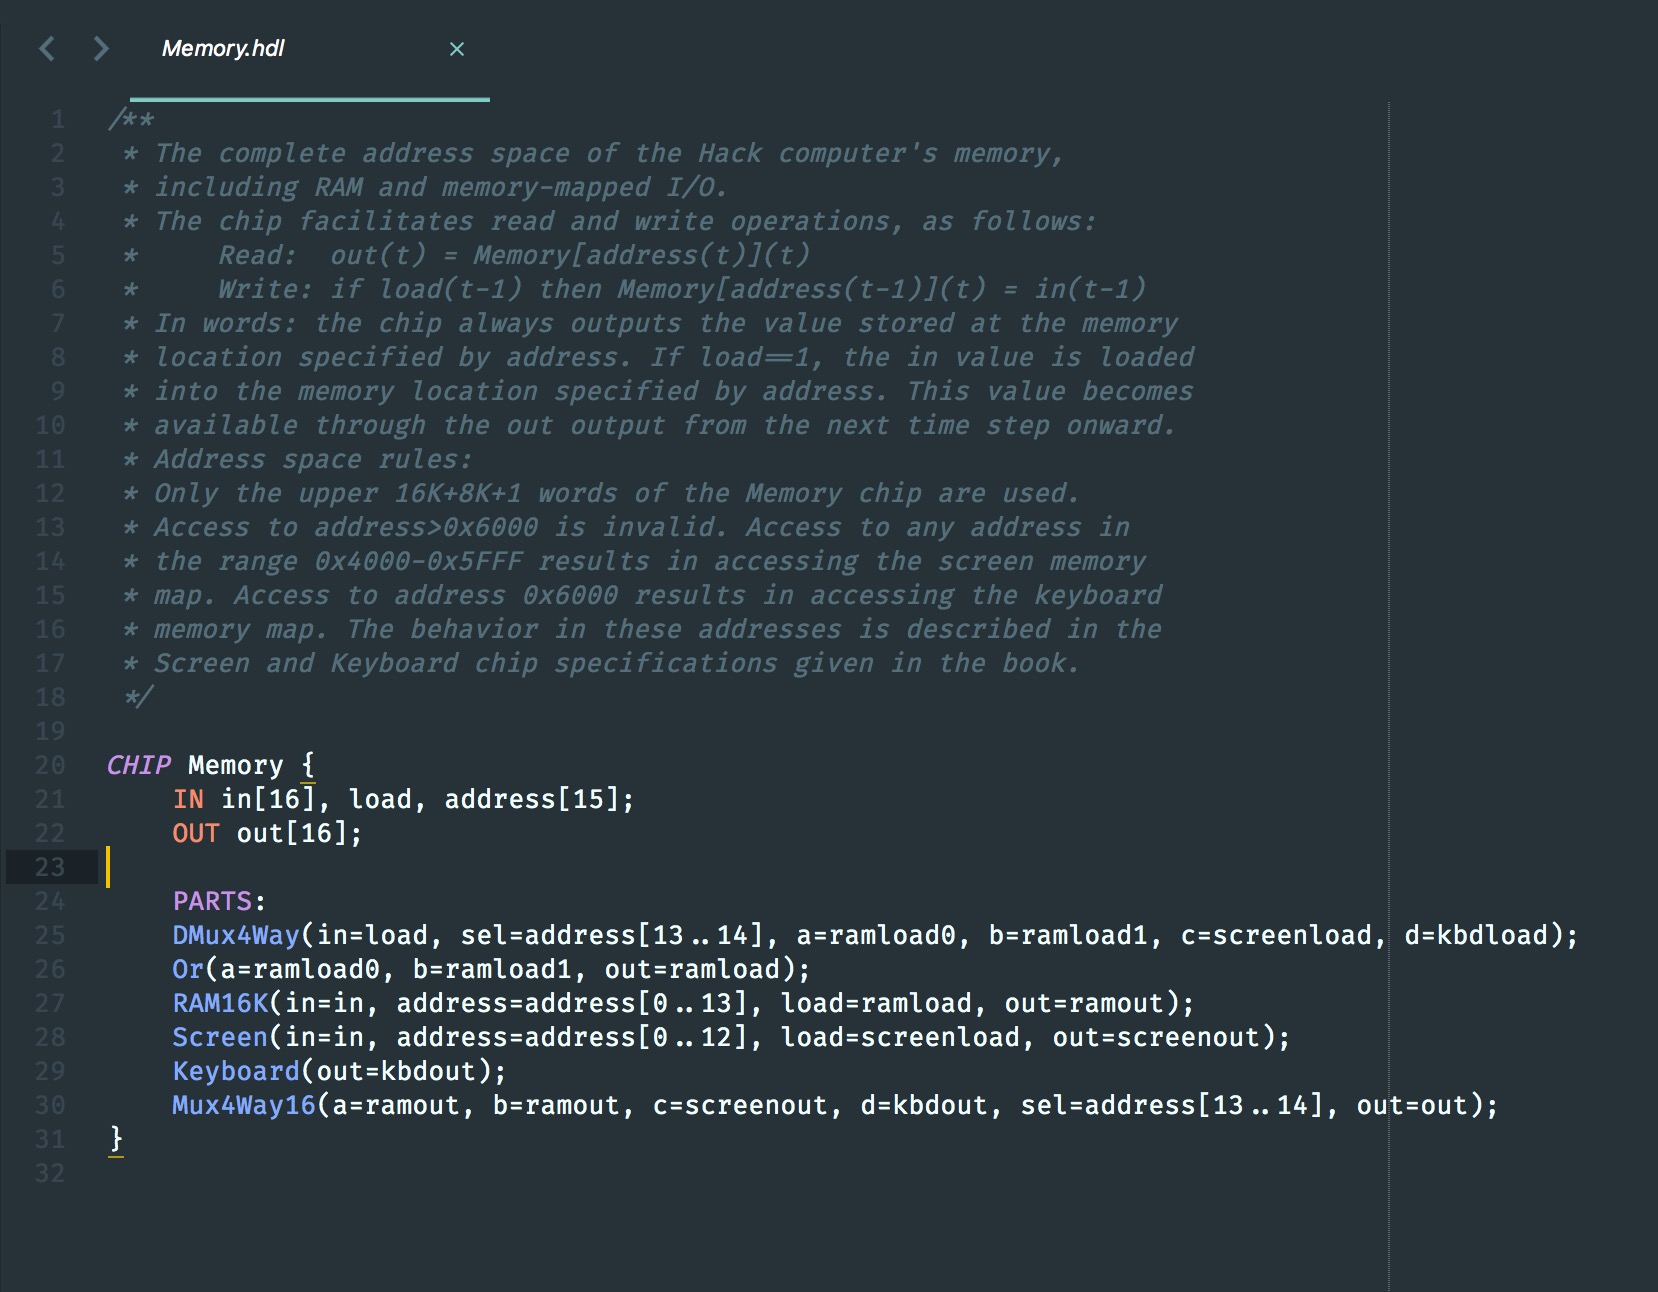 Memory.hdl ×
1 /**
2 * The complete address space of the Hack computer's memory,
3 * including RAM and memory-mapped I/O.
4 * The chip facilitates read and write operations, as follows:
5 *     Read:  out(t) = Memory[address(t)](t)
6 *     Write: if load(t-1) then Memory[address(t-1)](t) = in(t-1)
7 * In words: the chip always outputs the value stored at the memory
8 * location specified by address. If load==1, the in value is loaded
9 * into the memory location specified by address. This value becomes
10 * available through the out output from the next time step onward.
11 * Address space rules:
12 * Only the upper 16K+8K+1 words of the Memory chip are used.
13 * Access to address>0x6000 is invalid. Access to any address in
14 * the range 0x4000-0x5FFF results in accessing the screen memory
15 * map. Access to address 0x6000 results in accessing the keyboard
16 * memory map. The behavior in these addresses is described in the
17 * Screen and Keyboard chip specifications given in the book.
18 */
19
20 CHIP Memory {
21     IN in[16], load, address[15];
22     OUT out[16];
23
24     PARTS:
25     DMux4Way(in=load, sel=address[13..14], a=ramload0, b=ramload1, c=screenload, d=kbdload);
26     Or(a=ramload0, b=ramload1, out=ramload);
27     RAM16K(in=in, address=address[0..13], load=ramload, out=ramout);
28     Screen(in=in, address=address[0..12], load=screenload, out=screenout);
29     Keyboard(out=kbdout);
30     Mux4Way16(a=ramout, b=ramout, c=screenout, d=kbdout, sel=address[13..14], out=out);
31 }
32